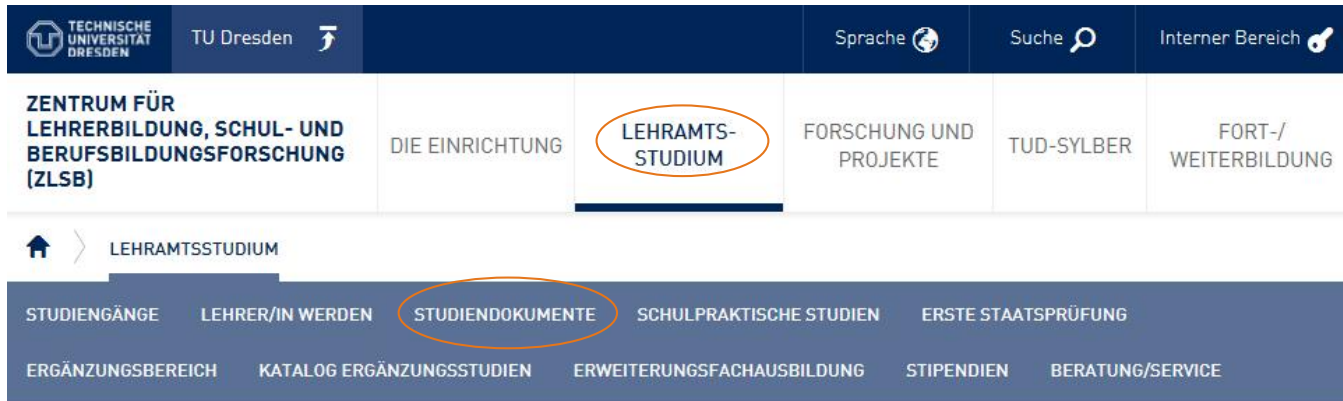 TECHNISCHE
UNIVERSITÄT
DRESDEN
TU Dresden
Sprache
Suche
Interner Bereich
ZENTRUM FÜR
LEHRERBILDUNG, SCHUL- UND
BERUFSBILDUNGSFORSCHUNG
(ZLSB)
DIE EINRICHTUNG
LEHRAMTS-
STUDIUM
FORSCHUNG UND
PROJEKTE
TUD-SYLBER
FORT-/
WEITERBILDUNG
LEHRAMTSSTUDIUM
STUDIENGÄNGE LEHRER/IN WERDEN STUDIENDOKUMENTE SCHULPRAKTISCHE STUDIEN ERSTE STAATSPRÜFUNG
ERGÄNZUNGSBEREICH KATALOG ERGÄNZUNGSSTUDIEN ERWEITERUNGSFACHAUSBILDUNG STIPENDIEN BERATUNG/SERVICE